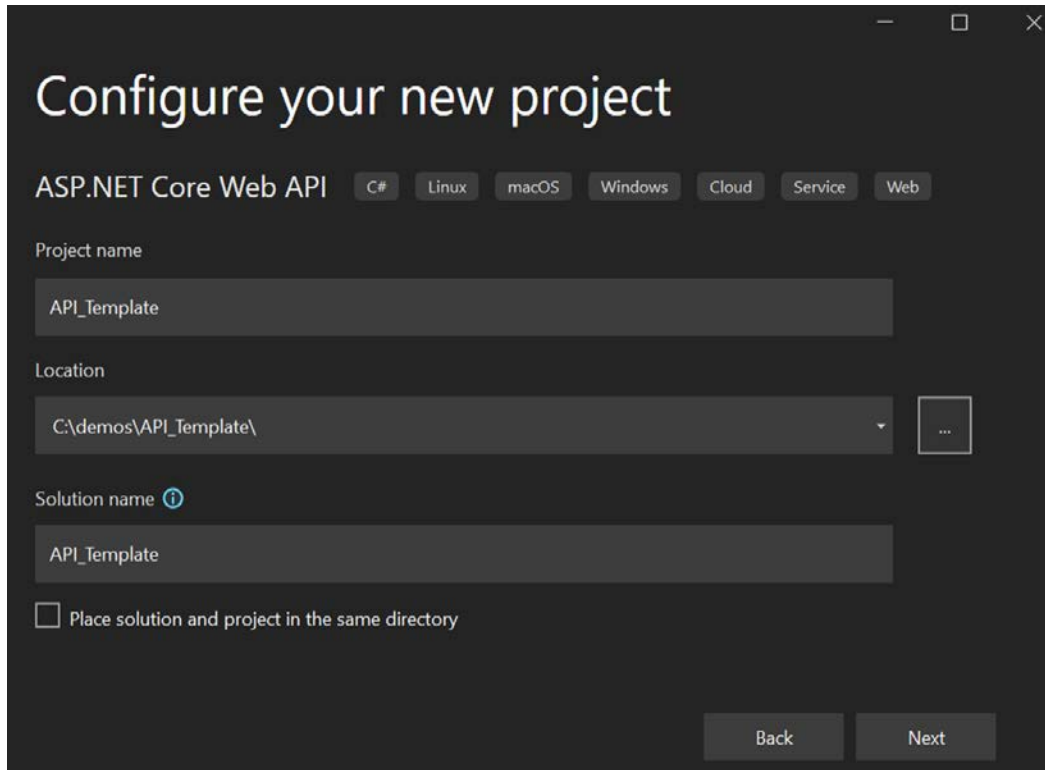 Configure your new project
ASP.NET Core Web API C# Linux macOS Windows Cloud Service Web
Project name
API_Template
Location
C:\demos\API_Template\
...
Solution name
API_Template
Place solution and project in the same directory
Back Next